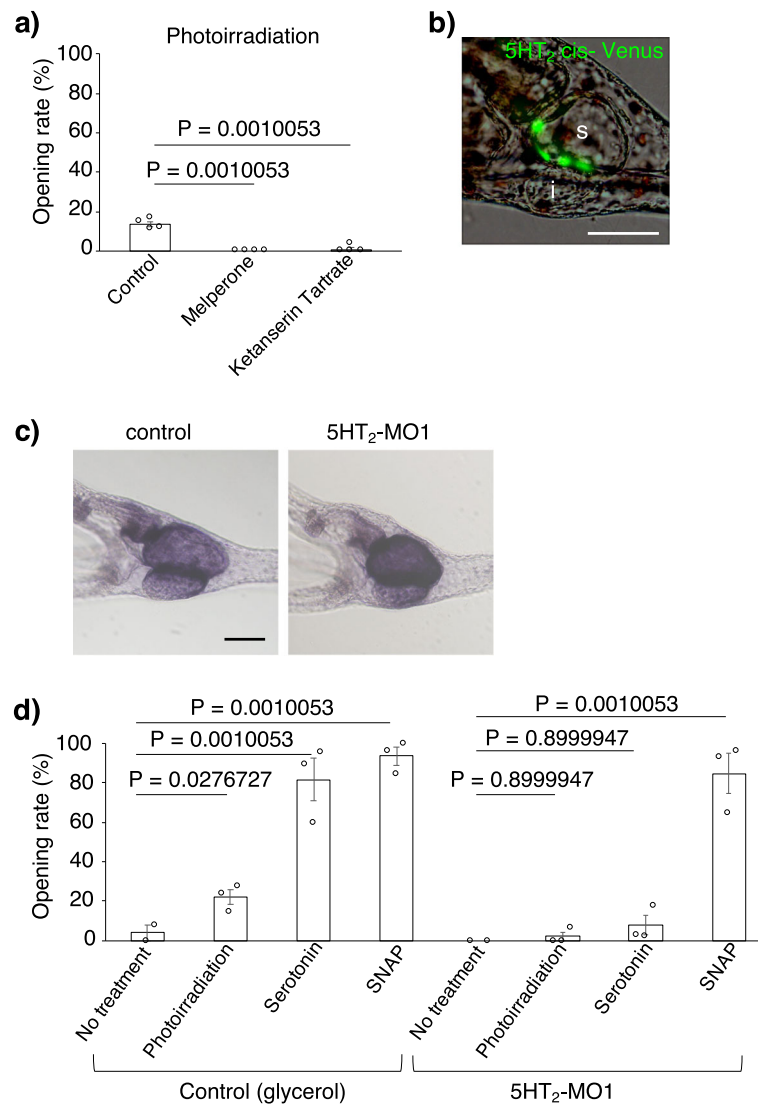 a)
Photoirradiation
Opening rate (%)
100
80
60
40
20
0
P = 0.0010053
P = 0.0010053
Control
Melperone
Ketanserin Tartrate
b)
5HT₂ cis- Venus
s
i
c)
control
5HT₂-MO1
d)
Opening rate (%)
100
80
60
40
20
0
P = 0.0010053
P = 0.0010053
P = 0.0276727
P = 0.0010053
P = 0.8999947
P = 0.8999947
No treatment
Photoirradiation
Serotonin
SNAP
No treatment
Photoirradiation
Serotonin
SNAP
Control (glycerol)
5HT₂-MO1